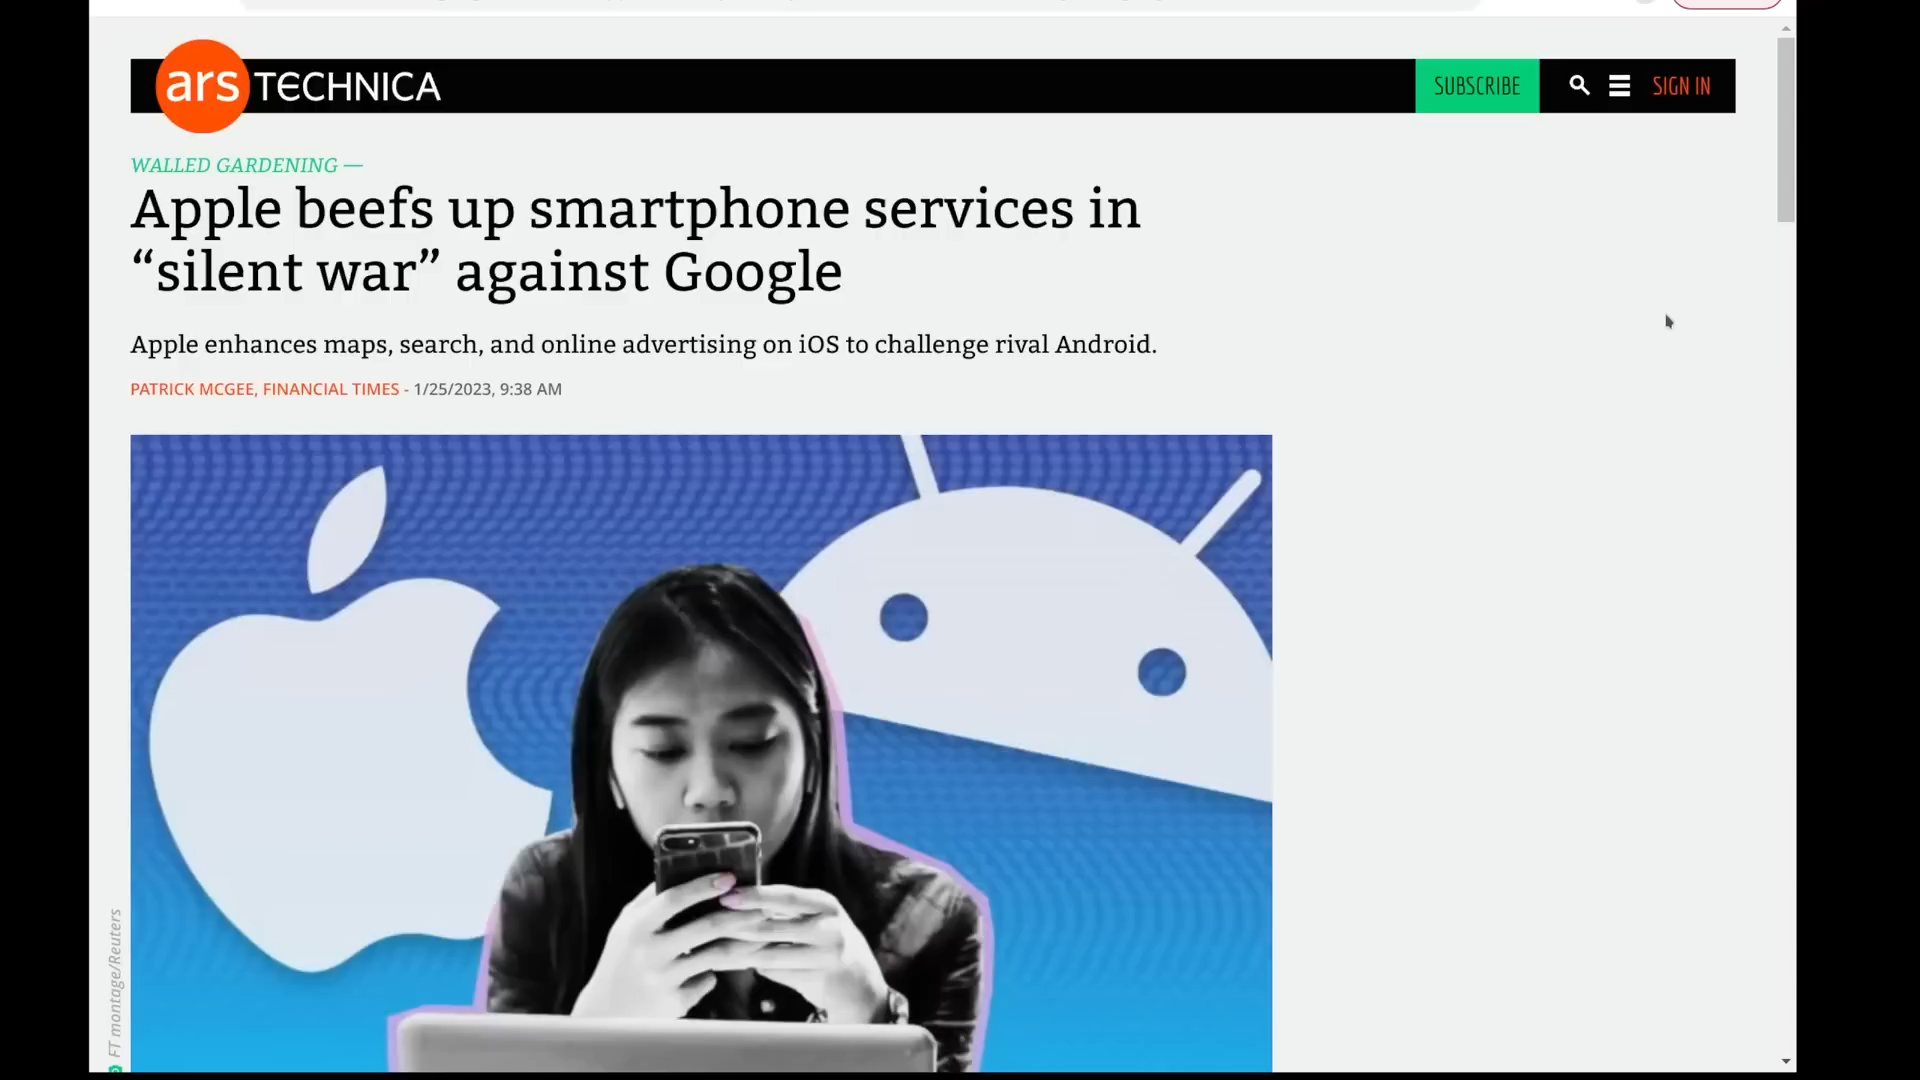 ars TECHNICA
SUBSCRIBE
SIGN IN
WALLED GARDENING —
Apple beefs up smartphone services in
“silent war” against Google
Apple enhances maps, search, and online advertising on iOS to challenge rival Android.
PATRICK MCGEE, FINANCIAL TIMES - 1/25/2023, 9:38 AM
FT montage/Reuters